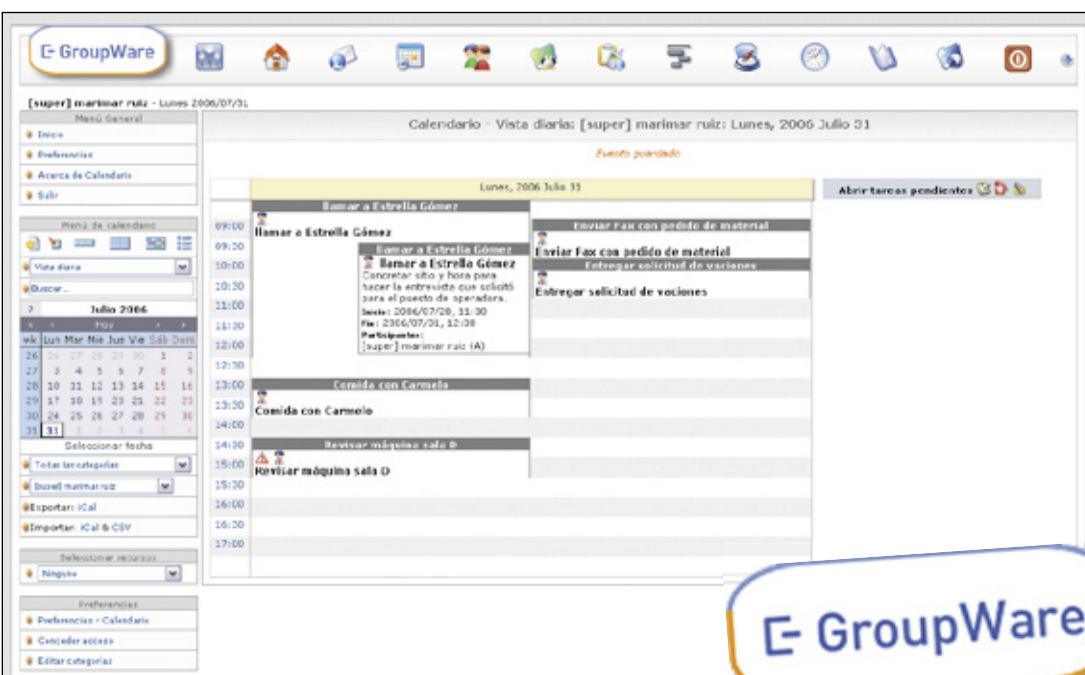 E- GroupWare
[super] marimar ruiz - Lunes 2006/07/31
Menú General
Inicio
Preferencias
Acerca de Calendario
Salir
Menú de calendario
Vista diaria
Buscar...
? Julio 2006
Hoy
wk Lun Mar Mié Jue Vie Sáb Dom
26 26 27 28 29 30 1 2
27 3 4 5 6 7 8 9
28 10 11 12 13 14 15 16
29 17 18 19 20 21 22 23
30 24 25 26 27 28 29 30
31 31 1 2 3 4 5 6
Seleccionar fecha
Todas las categorías
[super] marimar ruiz
Exportar: iCal
Importar: iCal & CSV
Seleccionar recursos
Ninguno
Preferencias
Preferencias - Calendario
Conceder acceso
Editar categorías
Calendario - Vista diaria: [super] marimar ruiz: Lunes, 2006 Julio 31
Evento guardado
Lunes, 2006 Julio 31
Abrir tareas pendientes
09:00
09:30
10:00
10:30
11:00
11:30
12:00
12:30
13:00
13:30
14:00
14:30
15:00
15:30
16:00
16:30
17:00
llamar a Estrella Gómez
llamar a Estrella Gómez
llamar a Estrella Gómez
llamar a Estrella Gómez
Concretar sitio y hora para
hacer la entrevista que solicitó
para el puesto de operadora.
Inicio: 2006/07/28, 11:30
Fin: 2006/07/31, 12:30
Participantes:
[super] marimar ruiz (A)
Enviar Fax con pedido de material
Enviar Fax con pedido de material
Entregar solicitud de vaciones
Entregar solicitud de vaciones
Comida con Carmelo
Comida con Carmelo
Revisar máquina sala D
Revisar máquina sala D
E- GroupWare